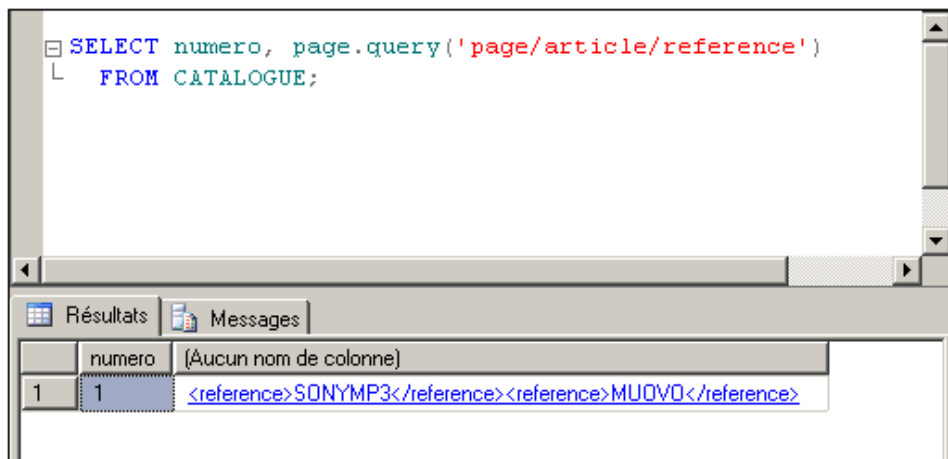 SELECT numero, page.query('page/article/reference')
FROM CATALOGUE;
Résultats Messages
numero (Aucun nom de colonne)
1 1 <reference>SONYMP3</reference><reference>MUOVO</reference>